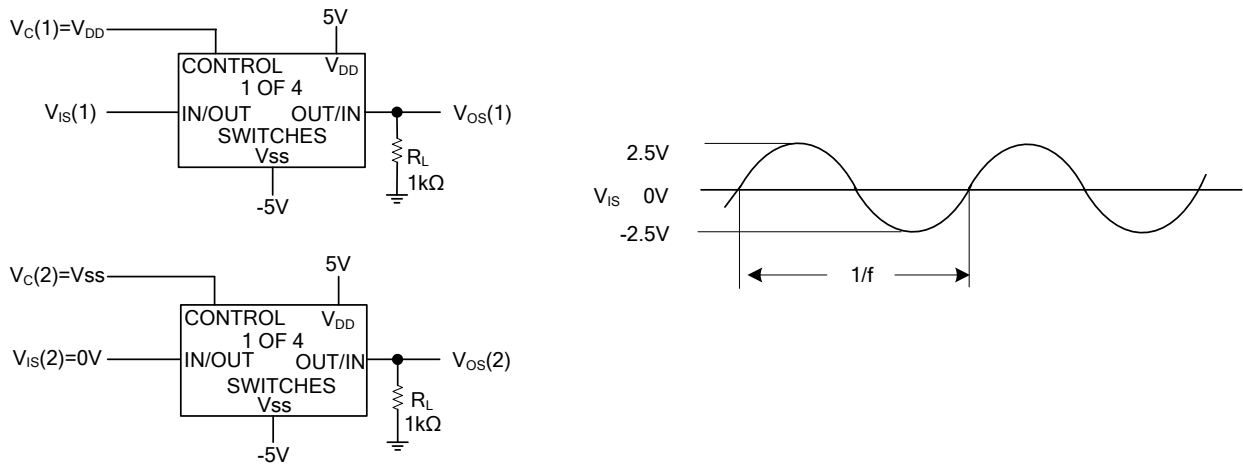 V_C(1)=V_DD
5V
CONTROL V_DD
1 OF 4
V_IS(1) IN/OUT OUT/IN V_OS(1)
SWITCHES
Vss
R_L
1kΩ
-5V
V_C(2)=Vss
5V
CONTROL V_DD
1 OF 4
V_IS(2)=0V IN/OUT OUT/IN V_OS(2)
SWITCHES
Vss
R_L
1kΩ
-5V
2.5V
V_IS 0V
-2.5V
1/f